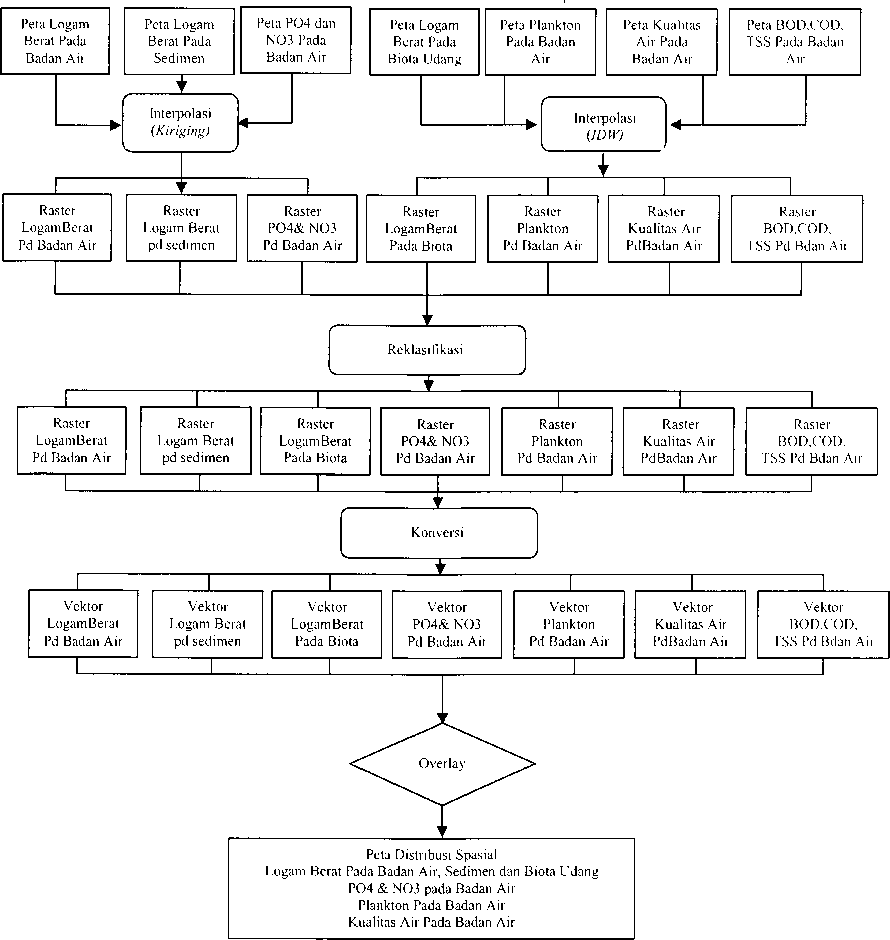 Peta Logam
Berat Pada
Badan Air
Peta Logam
Berat Pada
Sedimen
Peta PO4 dan
NO3 Pada
Badan Air
Peta Logam
Berat Pada
Biota Udang
Peta Plankton
Pada Badan
Air
Peta Kualitas
Air Pada
Badan Air
Peta BOD,COD,
TSS Pada Badan
Air
Interpolasi
(Kiriging)
Interpolasi
(IDW)
Raster
LogamBerat
Pd Badan Air
Raster
Logam Berat
pd sedimen
Raster
PO4& NO3
Pd Badan Air
Raster
LogamBerat
Pada Biota
Raster
Plankton
Pd Badan Air
Raster
Kualitas Air
PdBadan Air
Raster
BOD,COD,
TSS Pd Bdan Air
Reklasifikasi
Raster
LogamBerat
Pd Badan Air
Raster
Logam Berat
pd sedimen
Raster
LogamBerat
Pada Biota
Raster
PO4& NO3
Pd Badan Air
Raster
Plankton
Pd Badan Air
Raster
Kualitas Air
PdBadan Air
Raster
BOD,COD,
TSS Pd Bdan Air
Konversi
Vektor
LogamBerat
Pd Badan Air
Vektor
Logam Berat
pd sedimen
Vektor
LogamBerat
Pada Biota
Vektor
PO4& NO3
Pd Badan Air
Vektor
Plankton
Pd Badan Air
Vektor
Kualitas Air
PdBadan Air
Vektor
BOD,COD,
TSS Pd Bdan Air
Overlay
Peta Distribusi Spasial
Logam Berat Pada Badan Air, Sedimen dan Biota Udang
PO4 & NO3 pada Badan Air
Plankton Pada Badan Air
Kualitas Air Pada Badan Air